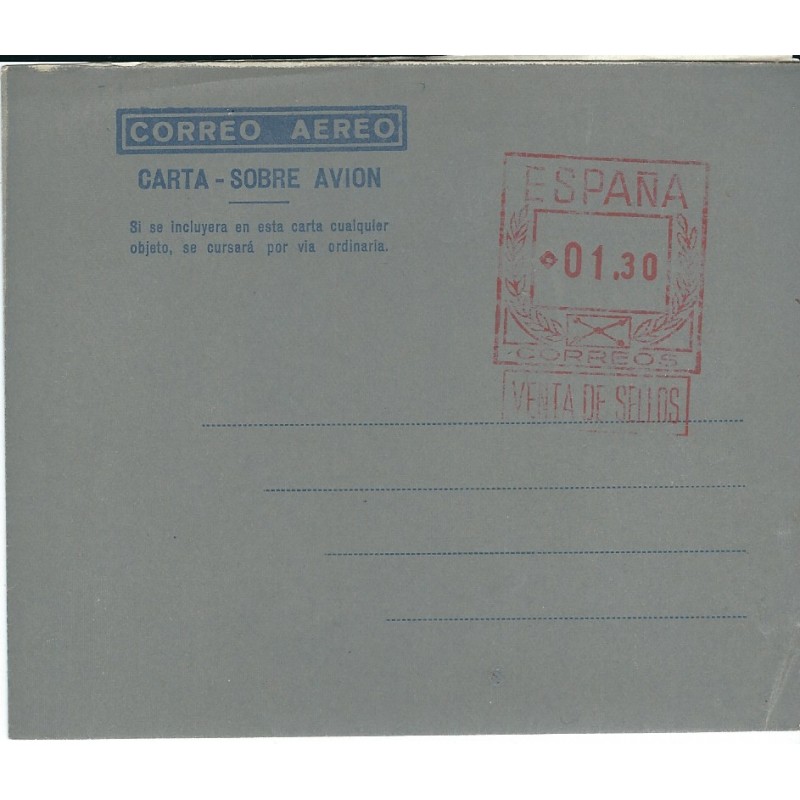 CORREO AEREO
CARTA - SOBRE AVION
Si se incluyera en esta carta cualquier
objeto, se cursará por via ordinaria.
ESPAÑA
01.30
CORREOS
VENTA DE SELLOS